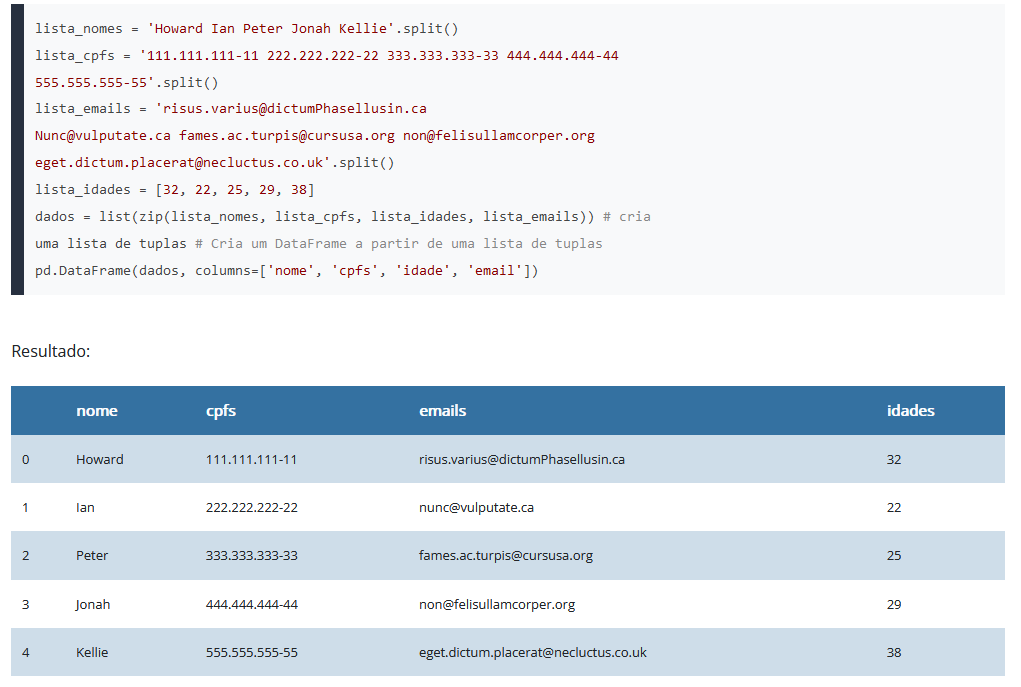 lista_nomes = 'Howard Ian Peter Jonah Kellie'.split()
lista_cpfs = '111.111.111-11 222.222.222-22 333.333.333-33 444.444.444-44
555.555.555-55'.split()
lista_emails = 'risus.varius@dictumPhasellusin.ca
Nunc@vulputate.ca fames.ac.turpis@cursusa.org non@felisullamcorper.org
eget.dictum.placerat@necluctus.co.uk'.split()
lista_idades = [32, 22, 25, 29, 38]
dados = list(zip(lista_nomes, lista_cpfs, lista_idades, lista_emails)) # cria
uma lista de tuplas # Cria um DataFrame a partir de uma lista de tuplas
pd.DataFrame(dados, columns=['nome', 'cpfs', 'idade', 'email'])
Resultado:
nome cpfs emails idades
0 Howard 111.111.111-11 risus.varius@dictumPhasellusin.ca 32
1 Ian 222.222.222-22 nunc@vulputate.ca 22
2 Peter 333.333.333-33 fames.ac.turpis@cursusa.org 25
3 Jonah 444.444.444-44 non@felisullamcorper.org 29
4 Kellie 555.555.555-55 eget.dictum.placerat@necluctus.co.uk 38